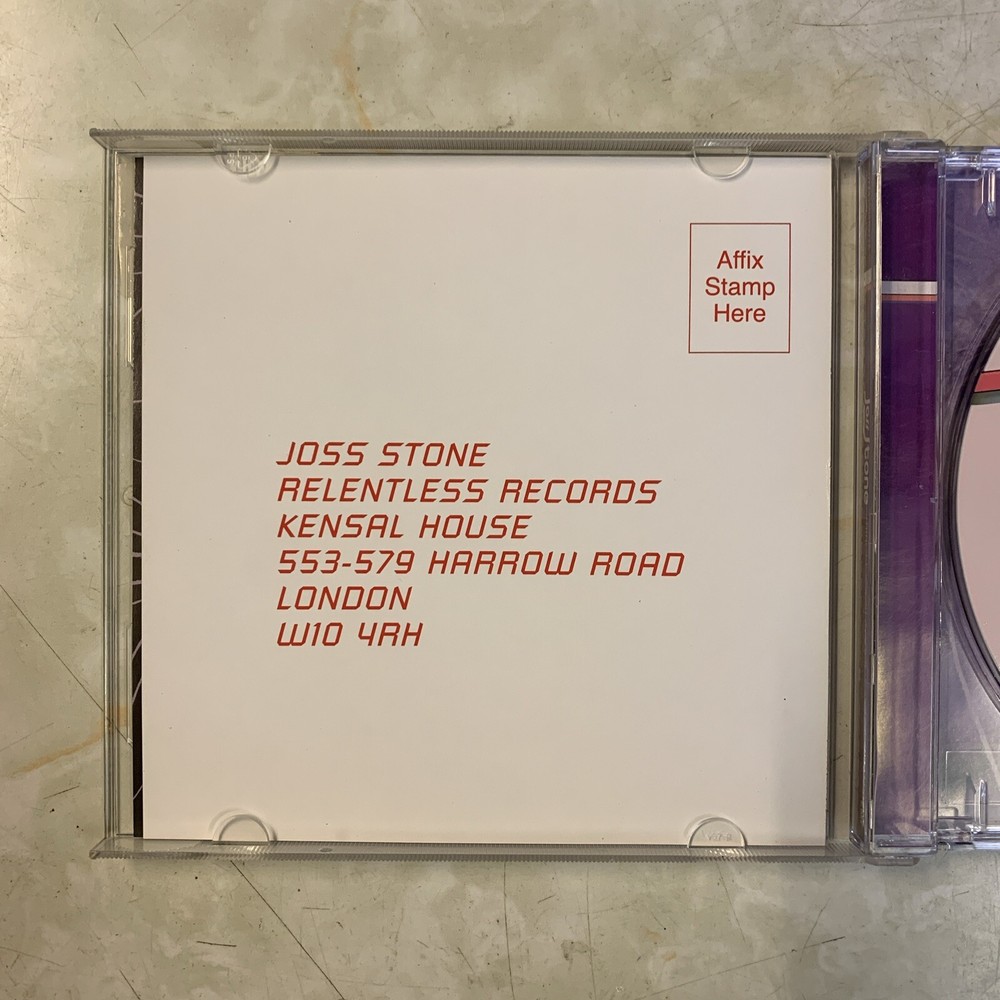 Affix
Stamp
Here
JOSS STONE
RELENTLESS RECORDS
KENSAL HOUSE
553-579 HARROW ROAD
LONDON
W10 4RH